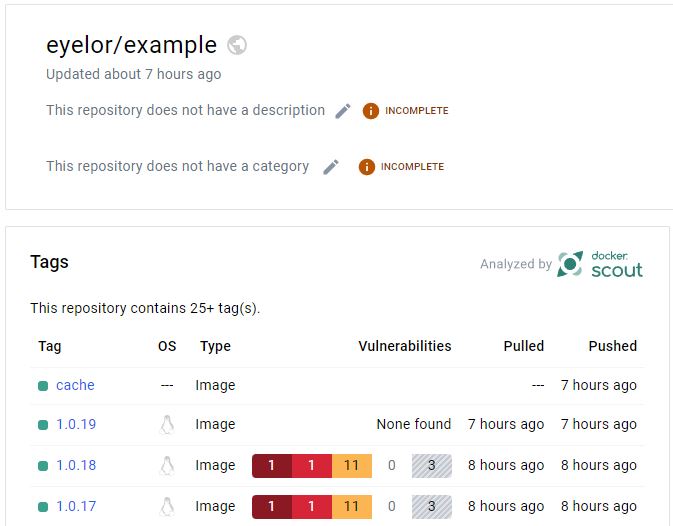 eyelor/example
Updated about 7 hours ago
This repository does not have a description INCOMPLETE
This repository does not have a category INCOMPLETE
Tags
Analyzed by docker scout
This repository contains 25+ tag(s).
Tag OS Type Vulnerabilities Pulled Pushed
cache --- Image --- 7 hours ago
1.0.19 Image None found 7 hours ago 7 hours ago
1.0.18 Image 1 1 11 0 3 8 hours ago 8 hours ago
1.0.17 Image 1 1 11 0 3 8 hours ago 8 hours ago